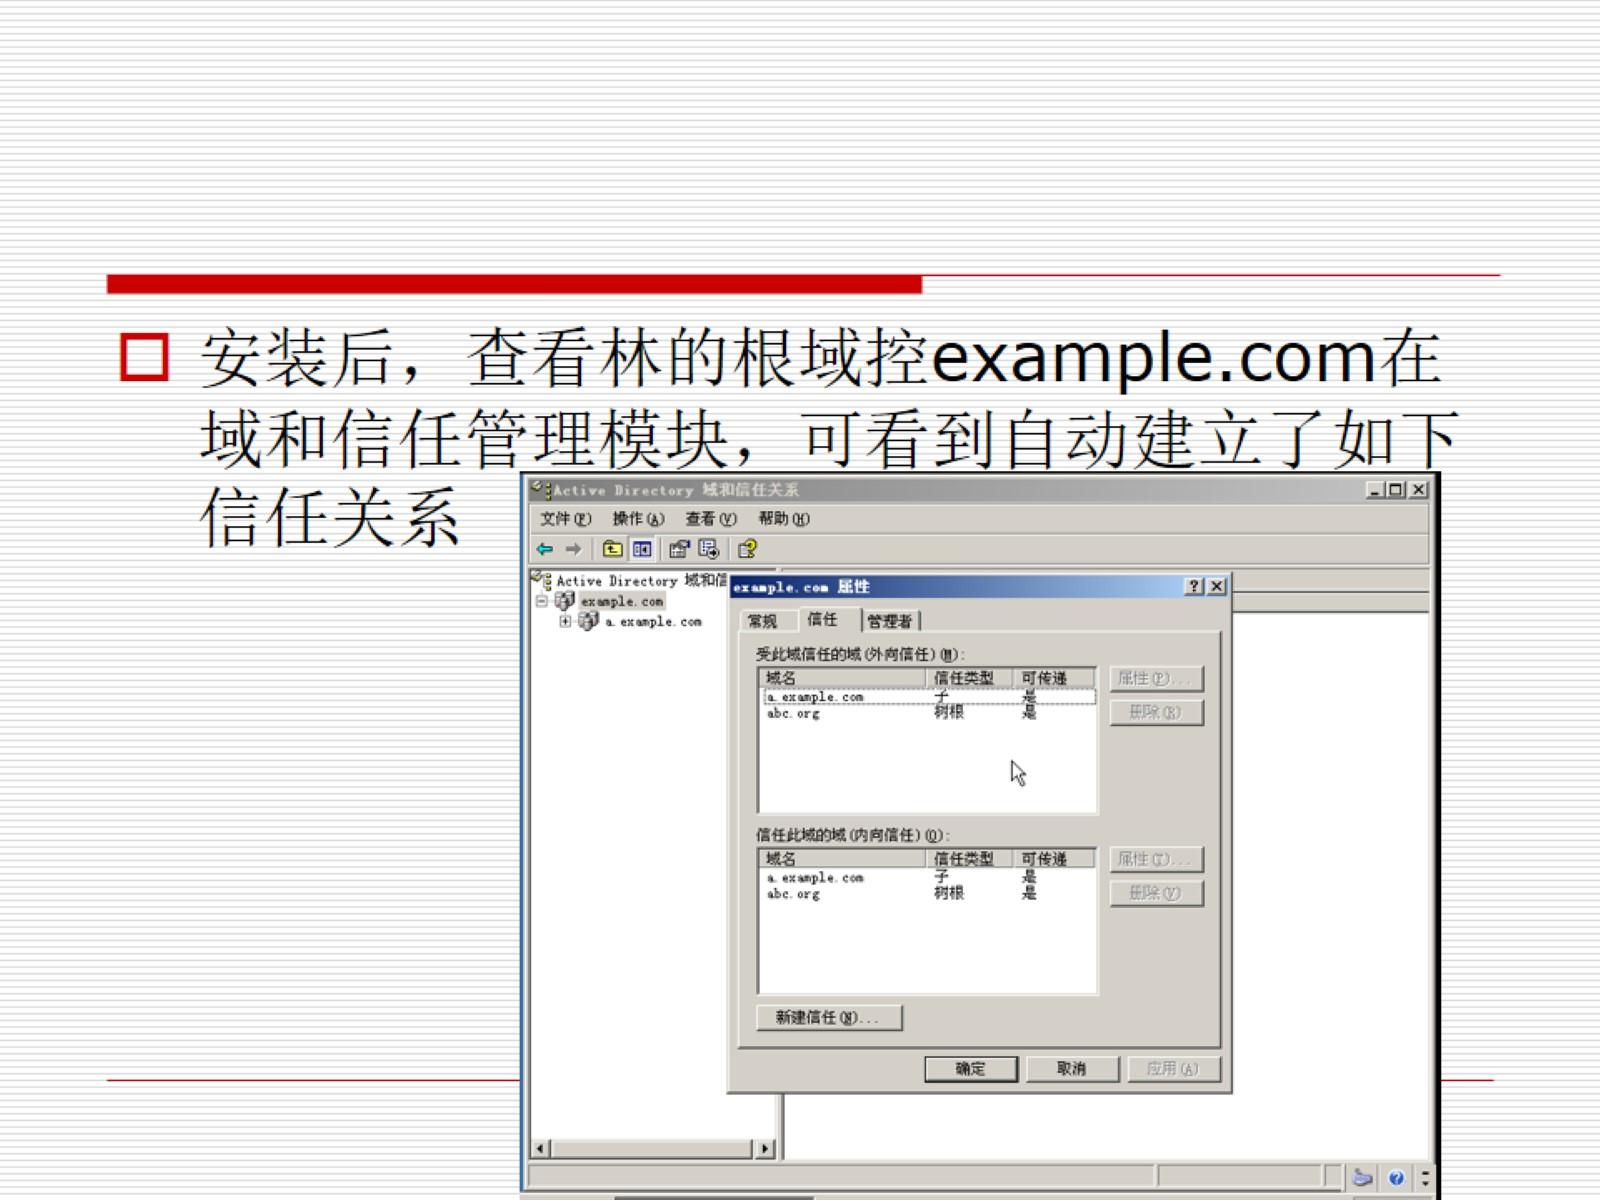 安装后，查看林的根域控example.com在
域和信任管理模块，可看到自动建立了如下
信任关系
Active Directory 域和信任关系
文件(F) 操作(A) 查看(V) 帮助(H)
Active Directory 域和信
example.com
a.example.com
example.com 属性
常规 信任 管理者
受此域信任的域(外向信任)(M):
域名 信任类型 可传递
a.example.com 子 是
abc.org 树根 是
属性(P)...
删除(R)
信任此域的域(内向信任)(O):
域名 信任类型 可传递
a.example.com 子 是
abc.org 树根 是
属性(T)...
删除(V)
新建信任(N)...
确定 取消 应用(A)